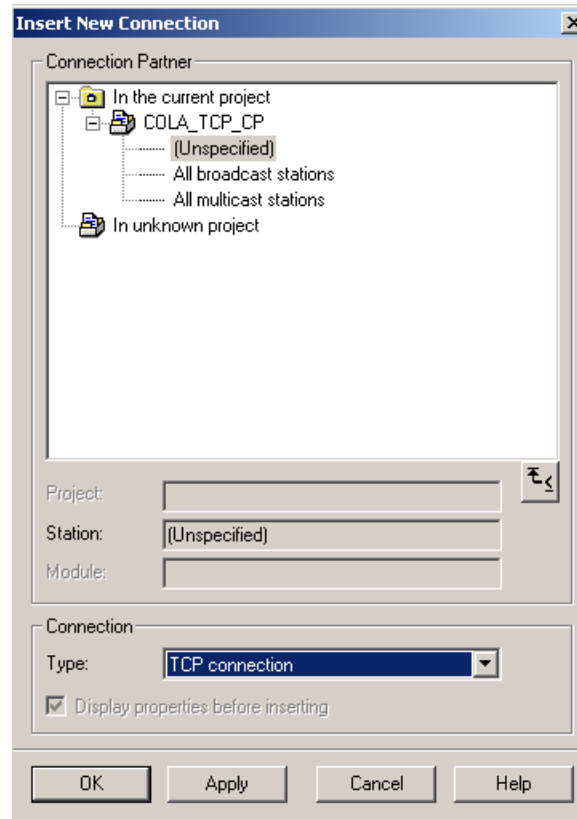 Insert New Connection
Connection Partner
In the current project
COLA_TCP_CP
(Unspecified)
All broadcast stations
All multicast stations
In unknown project
Project:
Station: (Unspecified)
Module:
Connection
Type: TCP connection
Display properties before inserting
OK Apply Cancel Help